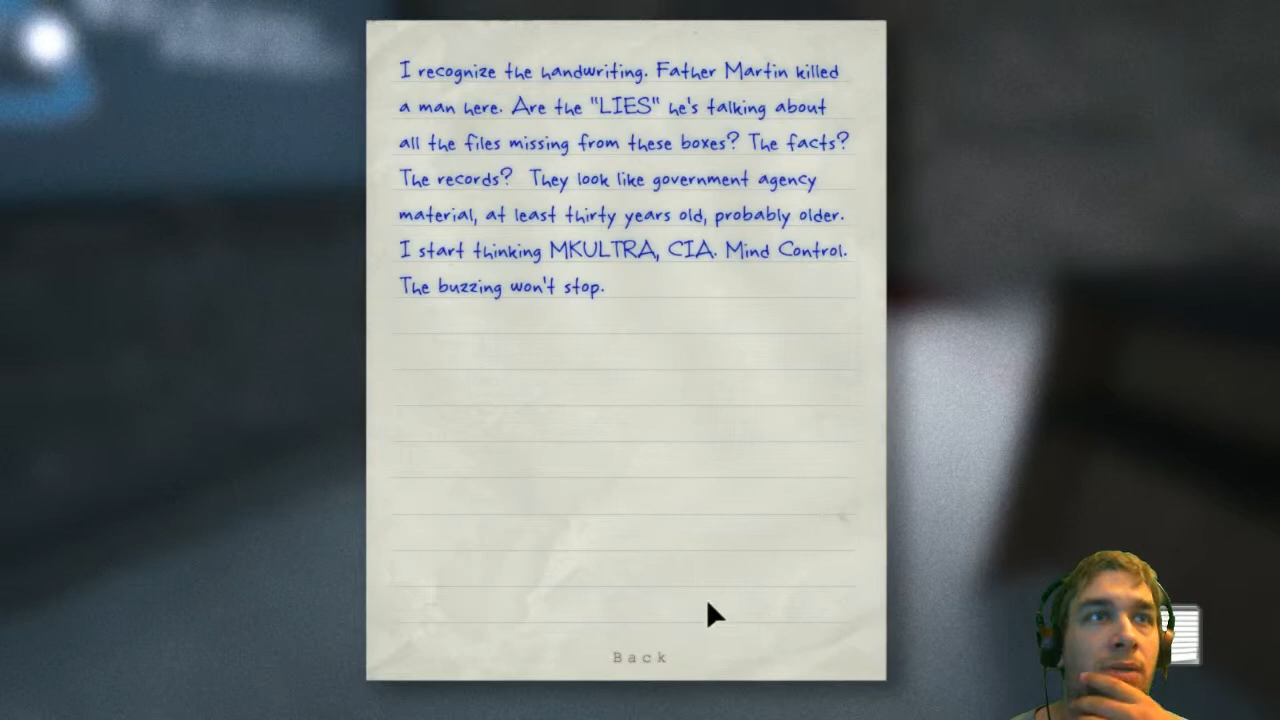 I recognize the handwriting. Father Martin killed
a man here. Are the "LIES" he's talking about
all the files missing from these boxes? The facts?
The records? They look like government agency
material, at least thirty years old, probably older.
I start thinking MKULTRA, CIA. Mind Control.
The buzzing won't stop.
Back